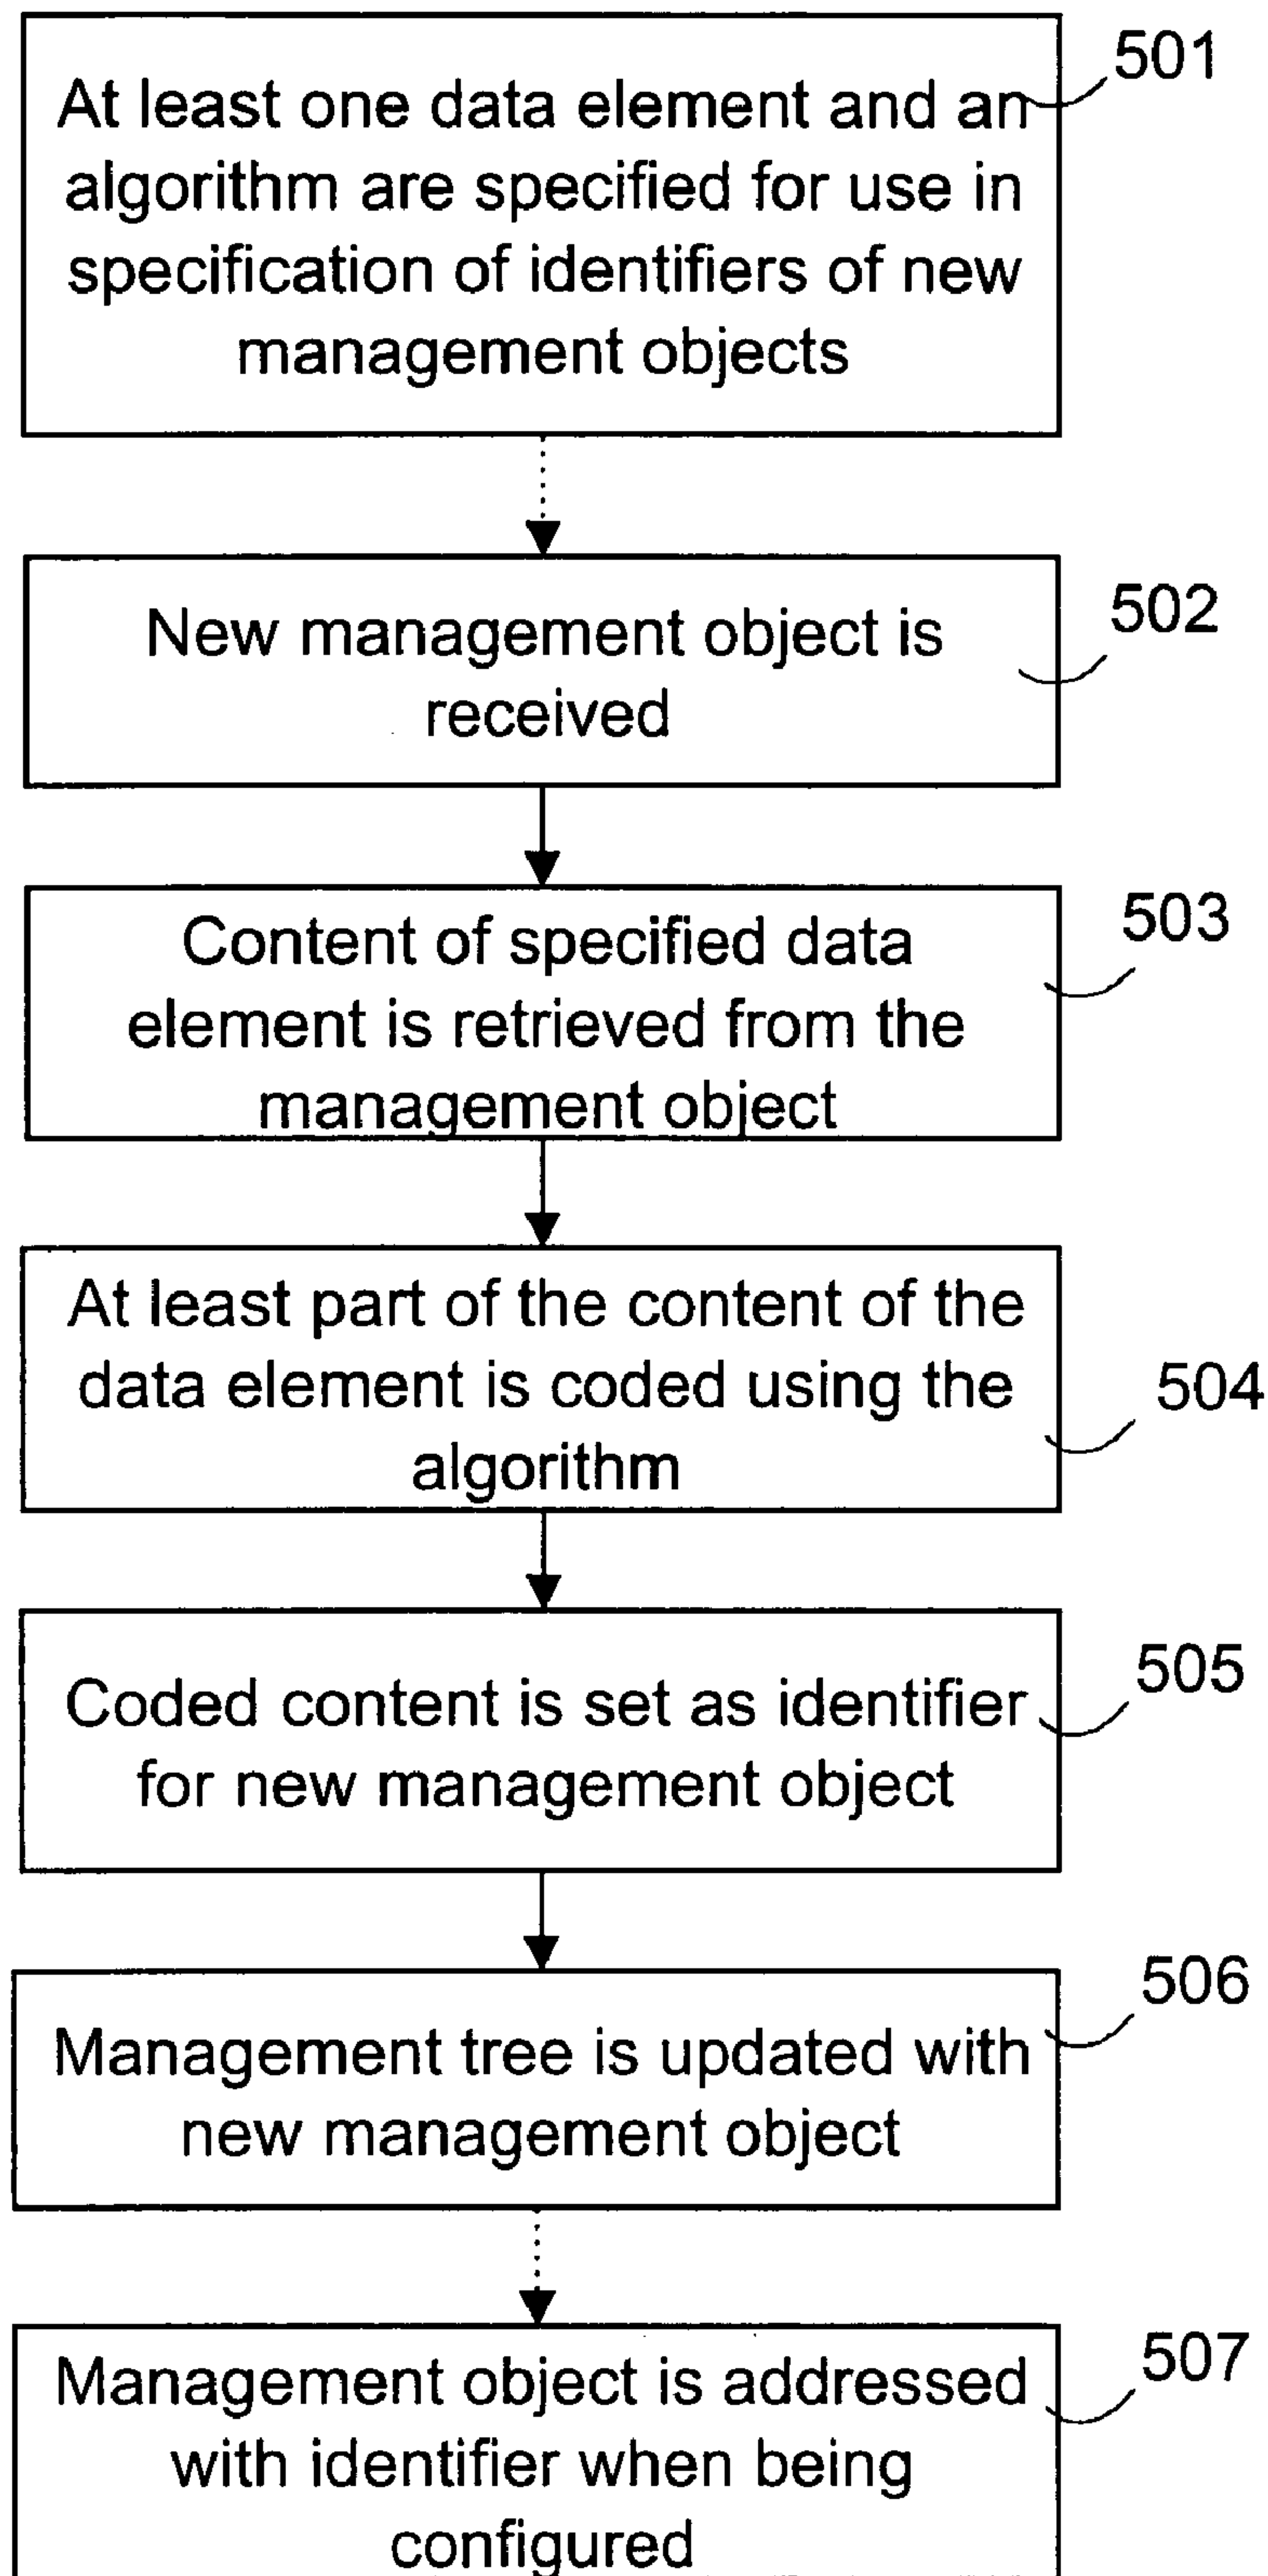 501
At least one data element and an
algorithm are specified for use in
specification of identifiers of new
management objects
502
New management object is
received
503
Content of specified data
element is retrieved from the
management object
At least part of the content of the
data element is coded using the
algorithm
504
505
Coded content is set as identifier
for new management object
506
Management tree is updated with
new management object
507
Management object is addressed
with identifier when being
configured